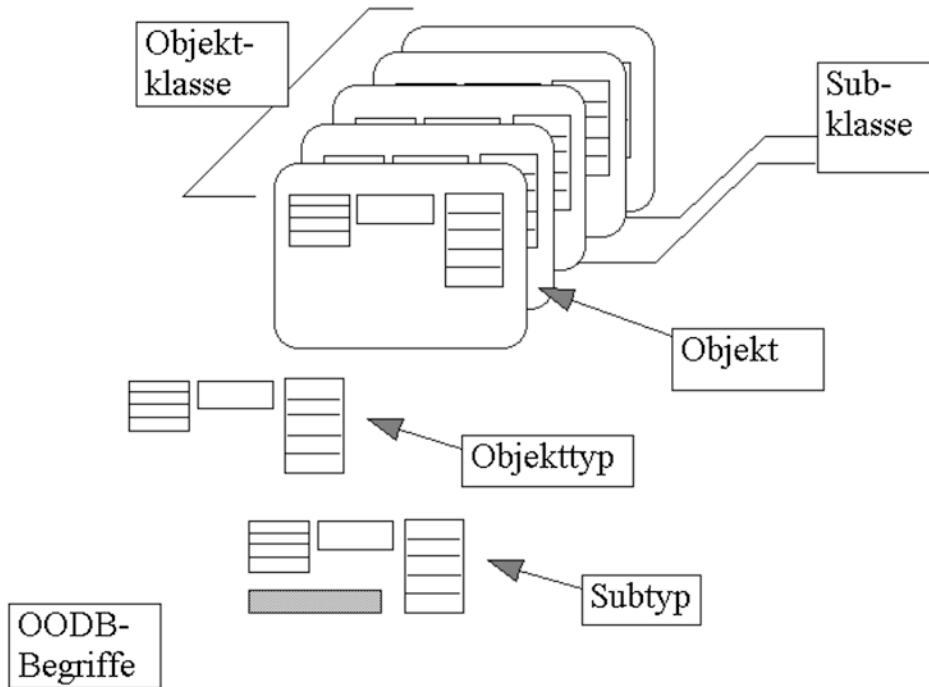 Objekt-
klasse
Sub-
klasse
Objekt
Objekttyp
Subtyp
OODB-
Begriffe